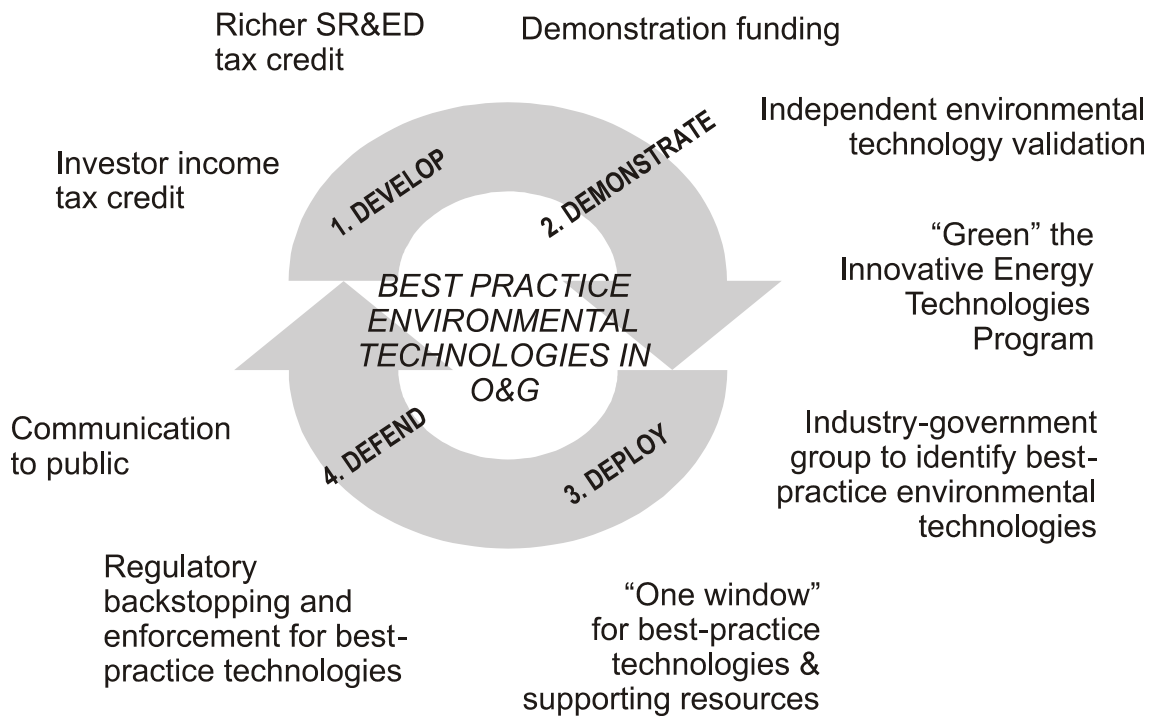 Richer SR&ED
tax credit
Demonstration funding
Independent environmental
technology validation
Investor income
tax credit
1. DEVELOP
2. DEMONSTRATE
“Green” the
Innovative Energy
Technologies
Program
BEST PRACTICE
ENVIRONMENTAL
TECHNOLOGIES IN
O&G
Communication
to public
4. DEFEND
3. DEPLOY
Industry-government
group to identify best-
practice environmental
technologies
Regulatory
backstopping and
enforcement for best-
practice technologies
“One window”
for best-practice
technologies &
supporting resources